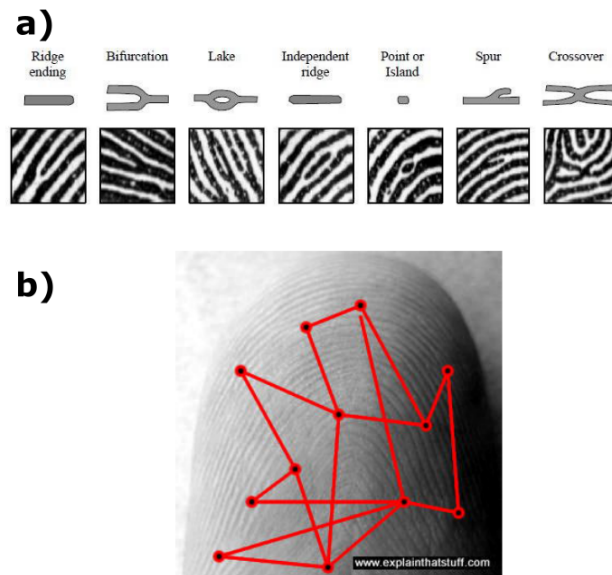 a)
Ridge ending
Bifurcation
Lake
Independent ridge
Point or Island
Spur
Crossover
b)
www.explainthatstuff.com